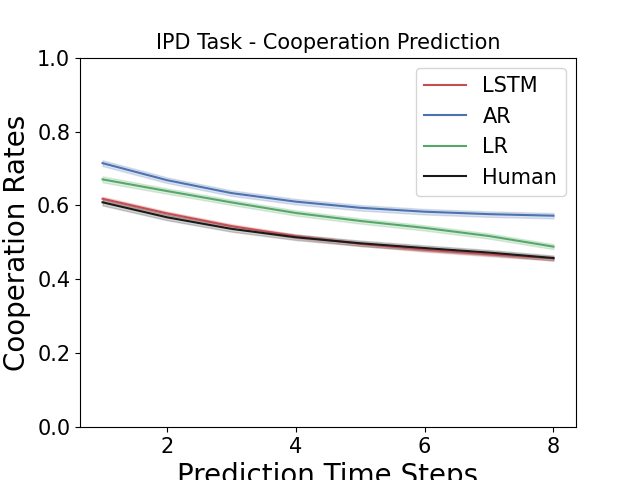 IPD Task - Cooperation Prediction
1.0
0.8
0.6
0.4
0.2
0.0
Cooperation Rates
LSTM
AR
LR
Human
2 4 6 8
Prediction Time Steps